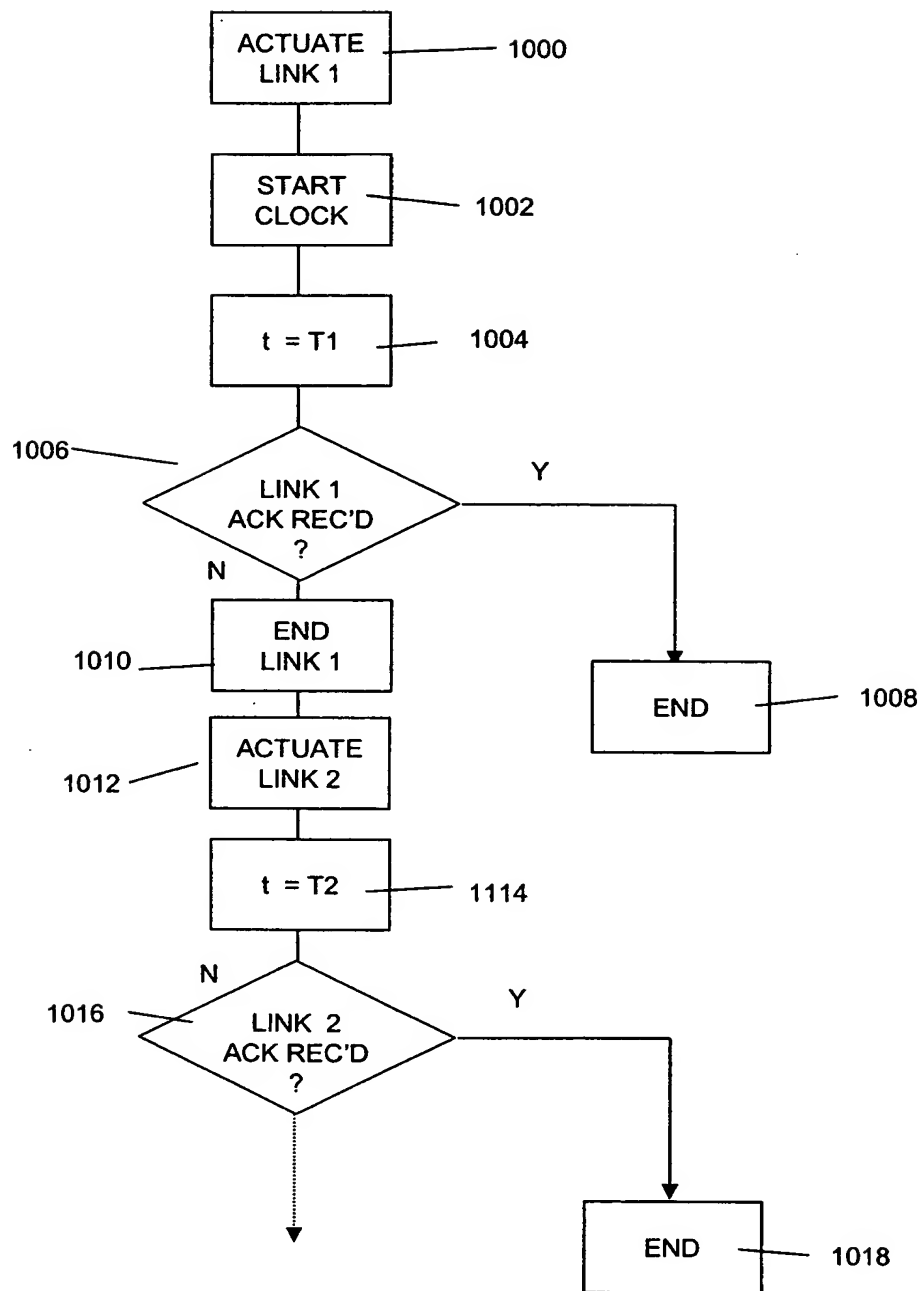 ACTUATE
LINK 1
1000
START
CLOCK
1002
t = T1
1004
1006
LINK 1
ACK REC'D
?
Y
N
END
LINK 1
1010
END
1008
ACTUATE
LINK 2
1012
t = T2
1114
N
1016
LINK 2
ACK REC'D
?
Y
END
1018